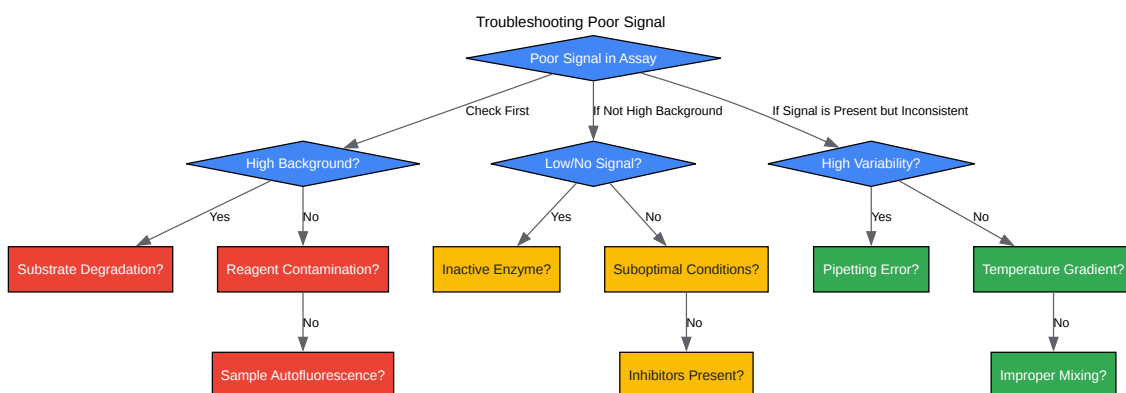 Troubleshooting Poor Signal
Poor Signal in Assay
Check First
If Not High Background
If Signal is Present but Inconsistent
High Background?
Low/No Signal?
High Variability?
Yes
No
Yes
No
Yes
No
Substrate Degradation?
Reagent Contamination?
Inactive Enzyme?
Suboptimal Conditions?
Pipetting Error?
Temperature Gradient?
No
No
No
Sample Autofluorescence?
Inhibitors Present?
Improper Mixing?